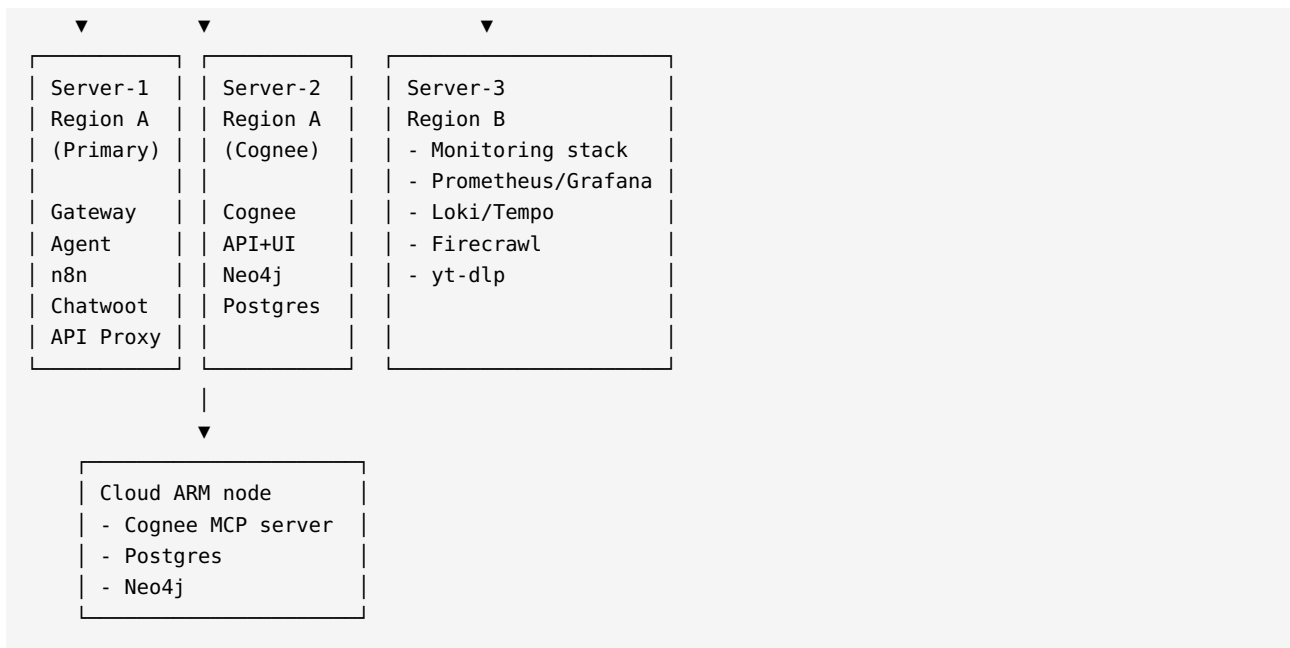 Server-1
Region A
(Primary)
Gateway
Agent
n8n
Chatwoot
API Proxy
Server-2
Region A
(Cognee)
Cognee
API+UI
Neo4j
Postgres
Server-3
Region B
- Monitoring stack
- Prometheus/Grafana
- Loki/Tempo
- Firecrawl
- yt-dlp
Cloud ARM node
- Cognee MCP server
- Postgres
- Neo4j